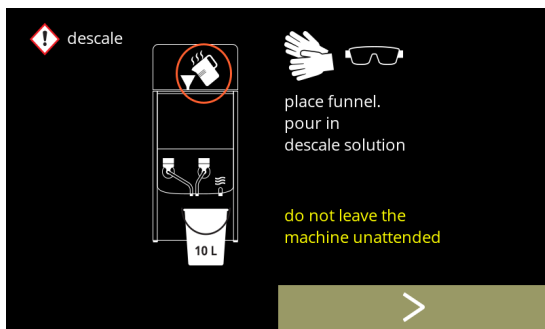 descale
place funnel.
pour in
descale solution
do not leave the
machine unattended
10 L